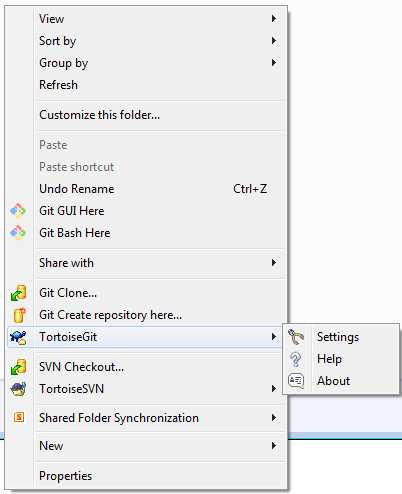 View
Sort by
Group by
Refresh
Customize this folder...
Paste
Paste shortcut
Undo Rename Ctrl+Z
Git GUI Here
Git Bash Here
Share with
Git Clone...
Git Create repository here...
TortoiseGit
Settings
Help
About
SVN Checkout...
TortoiseSVN
Shared Folder Synchronization
New
Properties